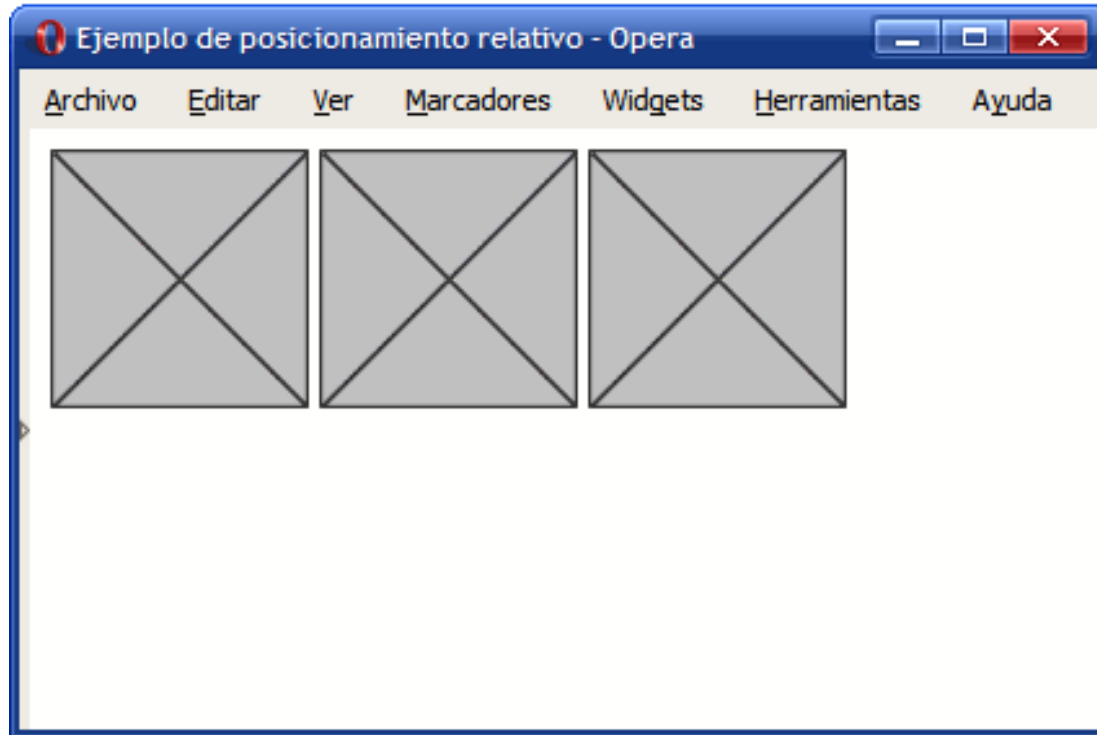 Ejemplo de posicionamiento relativo - Opera
Archivo Editar Ver Marcadores Widgets Herramientas Ayuda